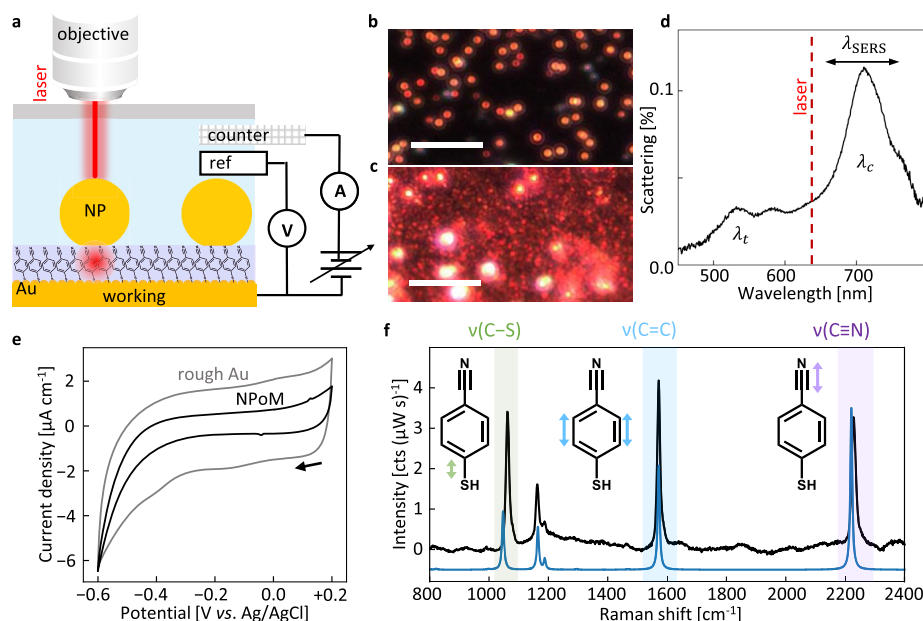 a
objective
laser
counter
ref
NP
V
A
Au
working
b
c
d
Scattering [%]
0.1
0.0
λSERS
laser
λt
λc
500
600
700
Wavelength [nm]
e
Current density [µA cm⁻²]
2
0
−2
−4
−6
rough Au
NPoM
−0.6
−0.4
−0.2
0.0
+0.2
Potential [V vs. Ag/AgCl]
f
ν(C−S)
ν(C=C)
ν(C≡N)
Intensity [cts (µW s)⁻¹]
4
3
2
1
0
N
SH
N
SH
N
SH
800
1000
1200
1400
1600
1800
2000
2200
2400
Raman shift [cm⁻¹]